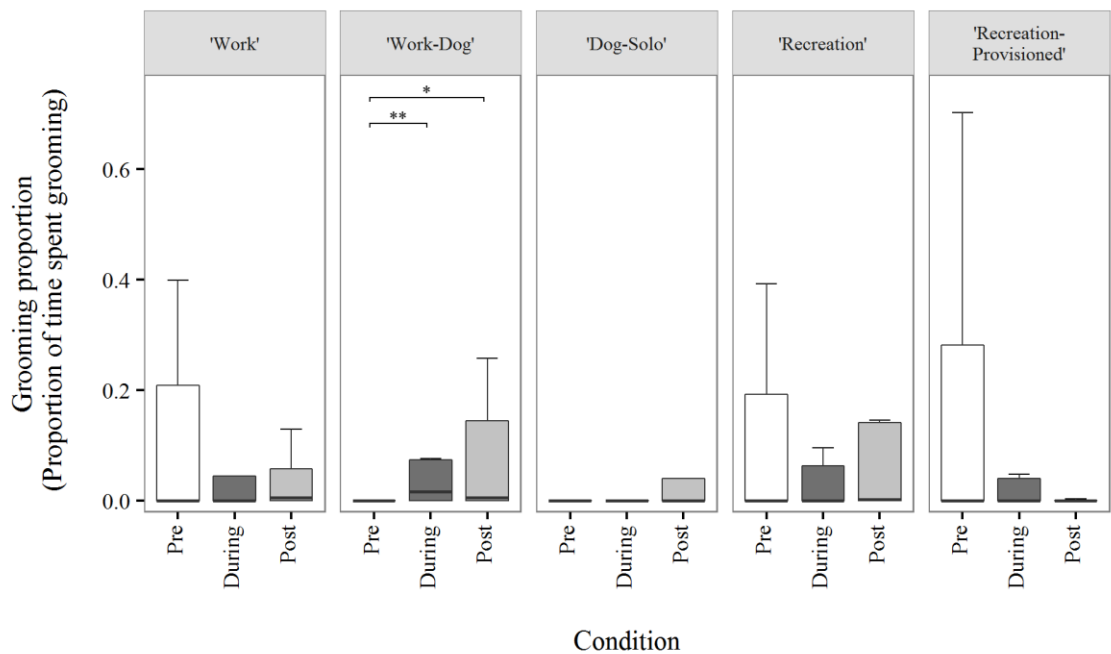 'Work'
'Work-Dog'
'Dog-Solo'
'Recreation'
'Recreation-
Provisioned'
Grooming proportion
(Proportion of time spent grooming)
0.6
0.4
0.2
0.0
*
**
Pre
During
Post
Pre
During
Post
Pre
During
Post
Pre
During
Post
Pre
During
Post
Condition